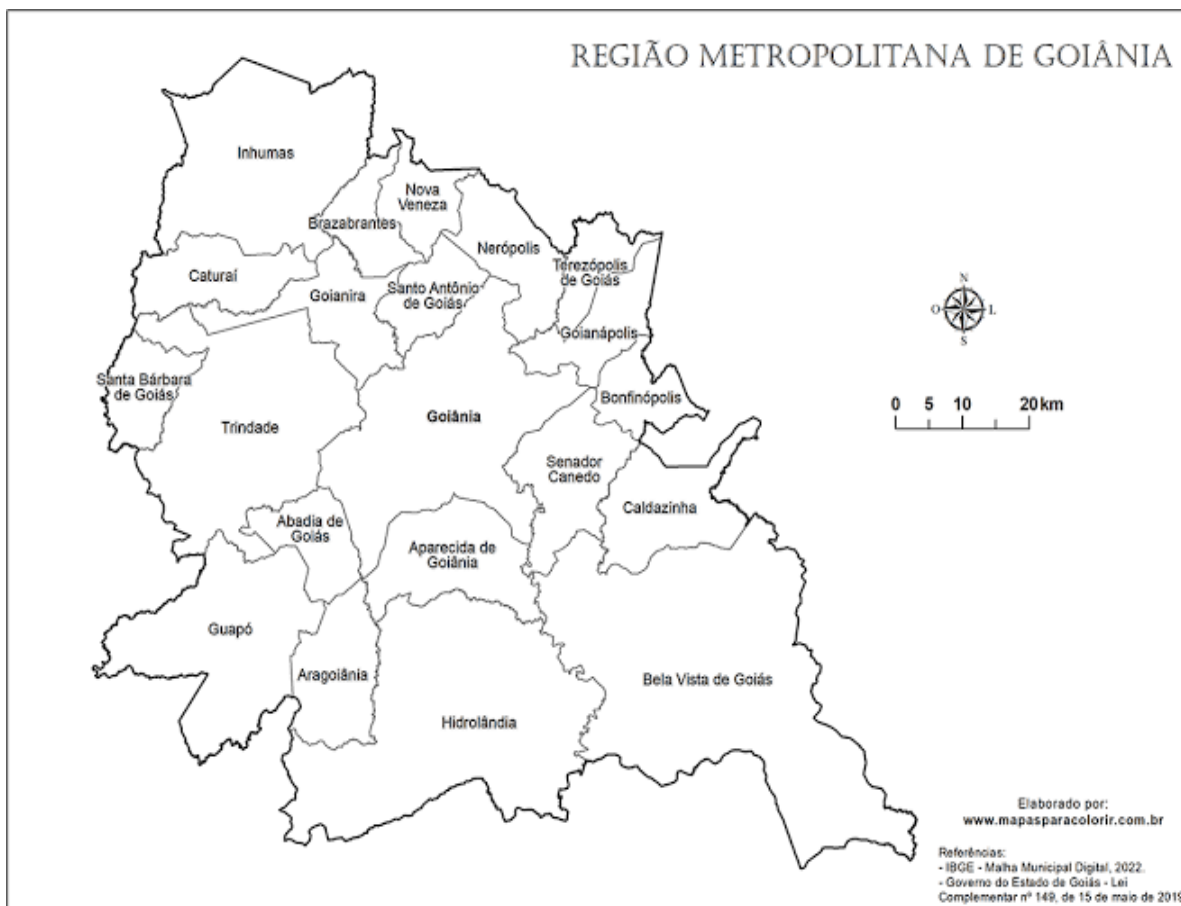 REGIÃO METROPOLITANA DE GOIÂNIA
Inhumas
Nova
Veneza
Brazabrantes
Nerópolis
Terezópolis
de Goiás
Caturaí
Goianira
Santo Antônio
de Goiás
Goianápolis
Santa Bárbara
de Goiás
Bonfinópolis
Trindade
Goiânia
Senador
Canedo
Caldazinha
Abadia de
Goiás
Aparecida de
Goiânia
Guapó
Aragoiânia
Bela Vista de Goiás
Hidrolândia
N
O
L
S
0 5 10 20 km
Elaborado por:
www.mapasparacolorir.com.br
Referências:
- IBGE - Malha Municipal Digital, 2022.
- Governo do Estado de Goiás - Lei
Complementar nº 149, de 15 de maio de 2019